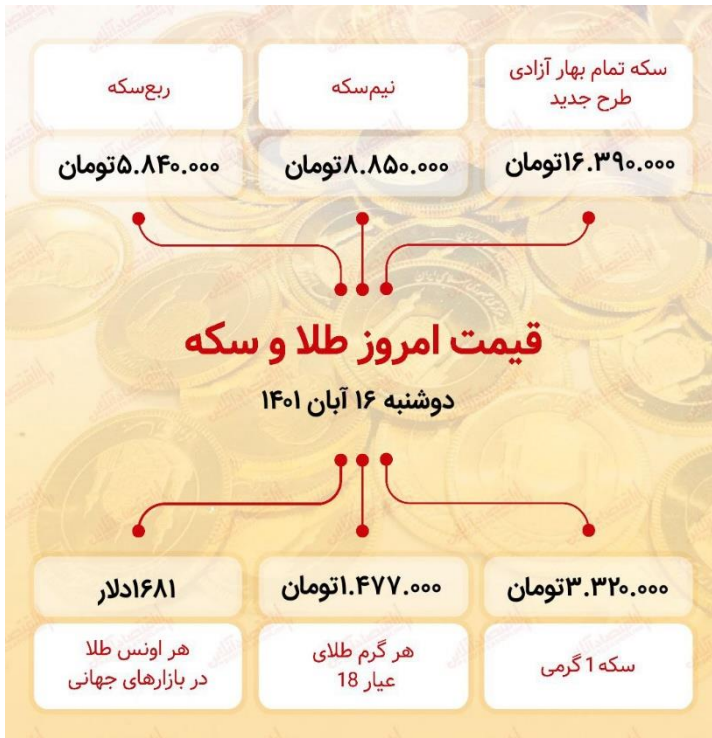 سکه تمام بهار آزادی
طرح جدید
۱۶.۳۹۰.۰۰۰تومان
نیم‌سکه
۸.۸۵۰.۰۰۰تومان
ربع‌سکه
۵.۸۴۰.۰۰۰تومان
قیمت امروز طلا و سکه
دوشنبه ۱۶ آبان ۱۴۰۱
۳.۳۲۰.۰۰۰تومان
سکه 1 گرمی
۱.۴۷۷.۰۰۰تومان
هر گرم طلای
عیار 18
۱۶۸۱دلار
هر اونس طلا
در بازارهای جهانی